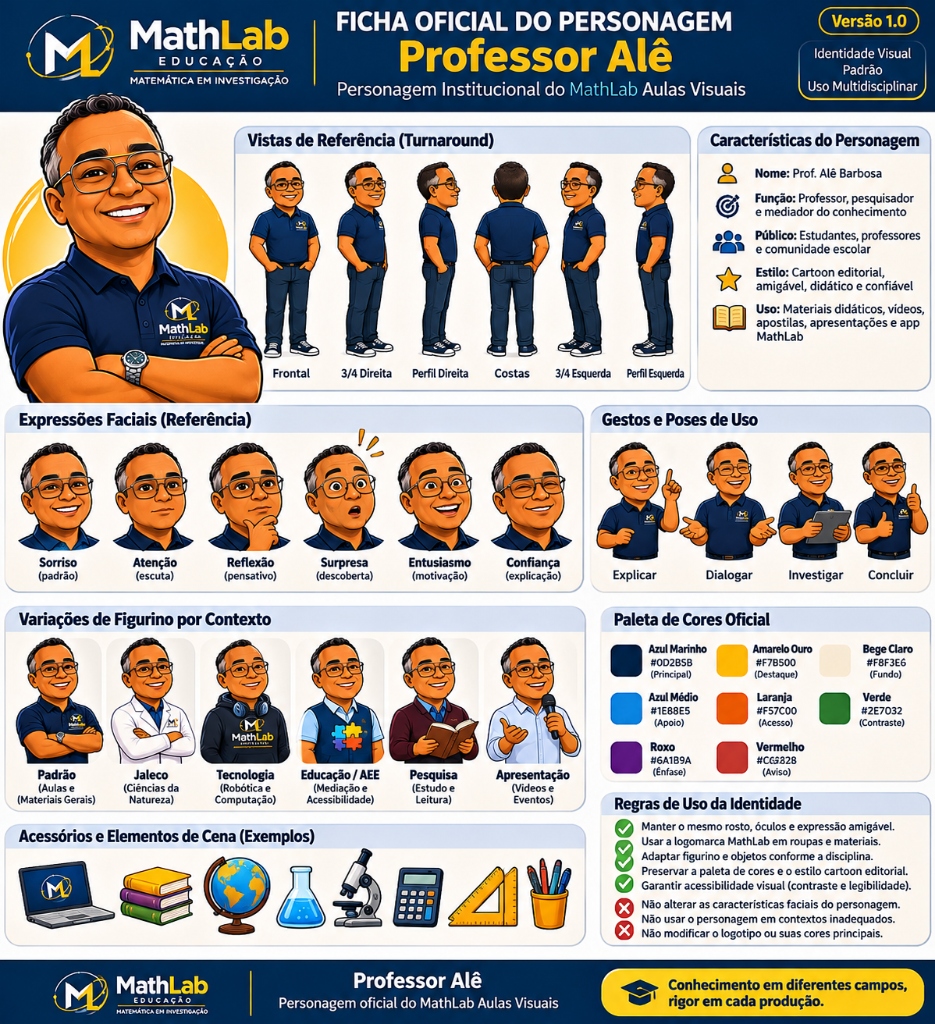 MathLab
EDUCAÇÃO
MATEMÁTICA EM INVESTIGAÇÃO
FICHA OFICIAL DO PERSONAGEM
Professor Alê
Personagem Institucional do MathLab Aulas Visuais
Versão 1.0
Identidade Visual
Padrão
Uso Multidisciplinar
MathLab
Vistas de Referência (Turnaround)
Frontal
3/4 Direita
Perfil Direita
Costas
3/4 Esquerda
Perfil Esquerda
Características do Personagem
Nome: Prof. Alê Barbosa
Função: Professor, pesquisador
e mediador do conhecimento
Público: Estudantes, professores
e comunidade escolar
Estilo: Cartoon editorial,
amigável, didático e confiável
Uso: Materiais didáticos, vídeos,
apostilas, apresentações e app
MathLab
Expressões Faciais (Referência)
Sorriso
(padrão)
Atenção
(escuta)
Reflexão
(pensativo)
Surpresa
(descoberta)
Entusiasmo
(motivação)
Confiança
(explicação)
Gestos e Poses de Uso
Explicar
Dialogar
Investigar
Concluir
Variações de Figurino por Contexto
MathLab
MathLab
Padrão
(Aulas e
Materiais Gerais)
Jaleco
(Ciências da
Natureza)
Tecnologia
(Robótica e
Computação)
Educação / AEE
(Mediação e
Acessibilidade)
Pesquisa
(Estudo e
Leitura)
Apresentação
(Vídeos e
Eventos)
Paleta de Cores Oficial
Azul Marinho
#0D2B5B
(Principal)
Amarelo Ouro
#F7B500
(Destaque)
Bege Claro
#F8F3E6
(Fundo)
Azul Médio
#1E88E5
(Apoio)
Laranja
#F57C00
(Acesso)
Verde
#2E7032
(Contraste)
Roxo
#6A1B9A
(Ênfase)
Vermelho
(Aviso)
Acessórios e Elementos de Cena (Exemplos)
Regras de Uso da Identidade
Manter o mesmo rosto, óculos e expressão amigável.
Usar a logomarca MathLab em roupas e materiais.
Adaptar figurino e objetos conforme a disciplina.
Preservar a paleta de cores e o estilo cartoon editorial.
Garantir acessibilidade visual (contraste e legibilidade).
Não alterar as características faciais do personagem.
Não usar o personagem em contextos inadequados.
Não modificar o logotipo ou suas cores principais.
MathLab
EDUCAÇÃO
MATEMÁTICA EM INVESTIGAÇÃO
Professor Alê
Personagem oficial do MathLab Aulas Visuais
Conhecimento em diferentes campos,
rigor em cada produção.